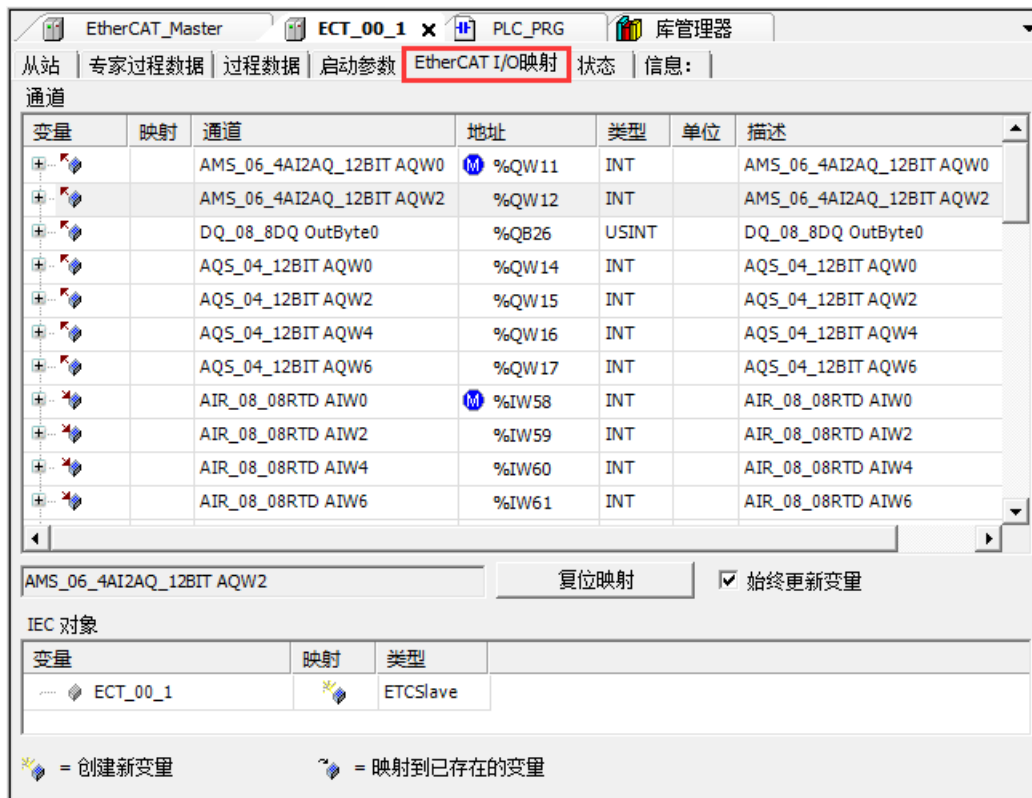 EtherCAT_Master ECT_00_1 x PLC_PRG 库管理器
从站 专家过程数据 过程数据 启动参数 EtherCAT I/O映射 状态 信息：
通道
变量 映射 通道 地址 类型 单位 描述
AMS_06_4AI2AQ_12BIT AQW0 M %QW11 INT AMS_06_4AI2AQ_12BIT AQW0
AMS_06_4AI2AQ_12BIT AQW2 %QW12 INT AMS_06_4AI2AQ_12BIT AQW2
DQ_08_8DQ OutByte0 %QB26 USINT DQ_08_8DQ OutByte0
AQS_04_12BIT AQW0 %QW14 INT AQS_04_12BIT AQW0
AQS_04_12BIT AQW2 %QW15 INT AQS_04_12BIT AQW2
AQS_04_12BIT AQW4 %QW16 INT AQS_04_12BIT AQW4
AQS_04_12BIT AQW6 %QW17 INT AQS_04_12BIT AQW6
AIR_08_08RTD AIW0 M %IW58 INT AIR_08_08RTD AIW0
AIR_08_08RTD AIW2 %IW59 INT AIR_08_08RTD AIW2
AIR_08_08RTD AIW4 %IW60 INT AIR_08_08RTD AIW4
AIR_08_08RTD AIW6 %IW61 INT AIR_08_08RTD AIW6
AMS_06_4AI2AQ_12BIT AQW2 复位映射 始终更新变量
IEC 对象
变量 映射 类型
ECT_00_1 ETCSlave
= 创建新变量 = 映射到已存在的变量